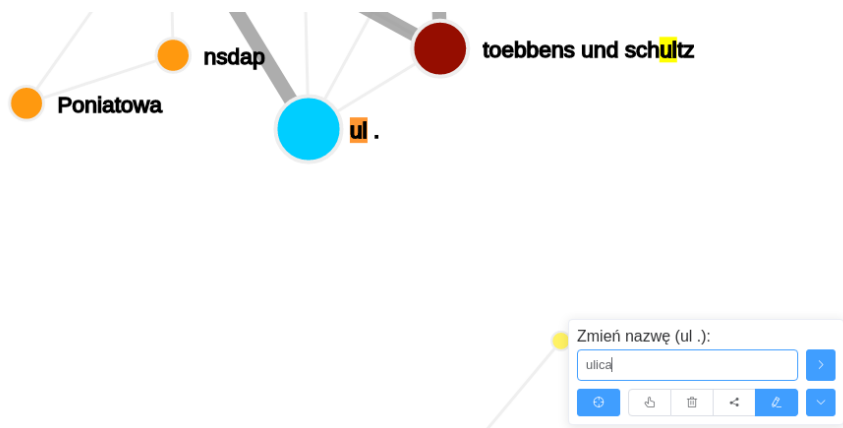 toebbens und schultz
nsdap
Poniatowa
ul .
Zmień nazwę (ul .):
ulica